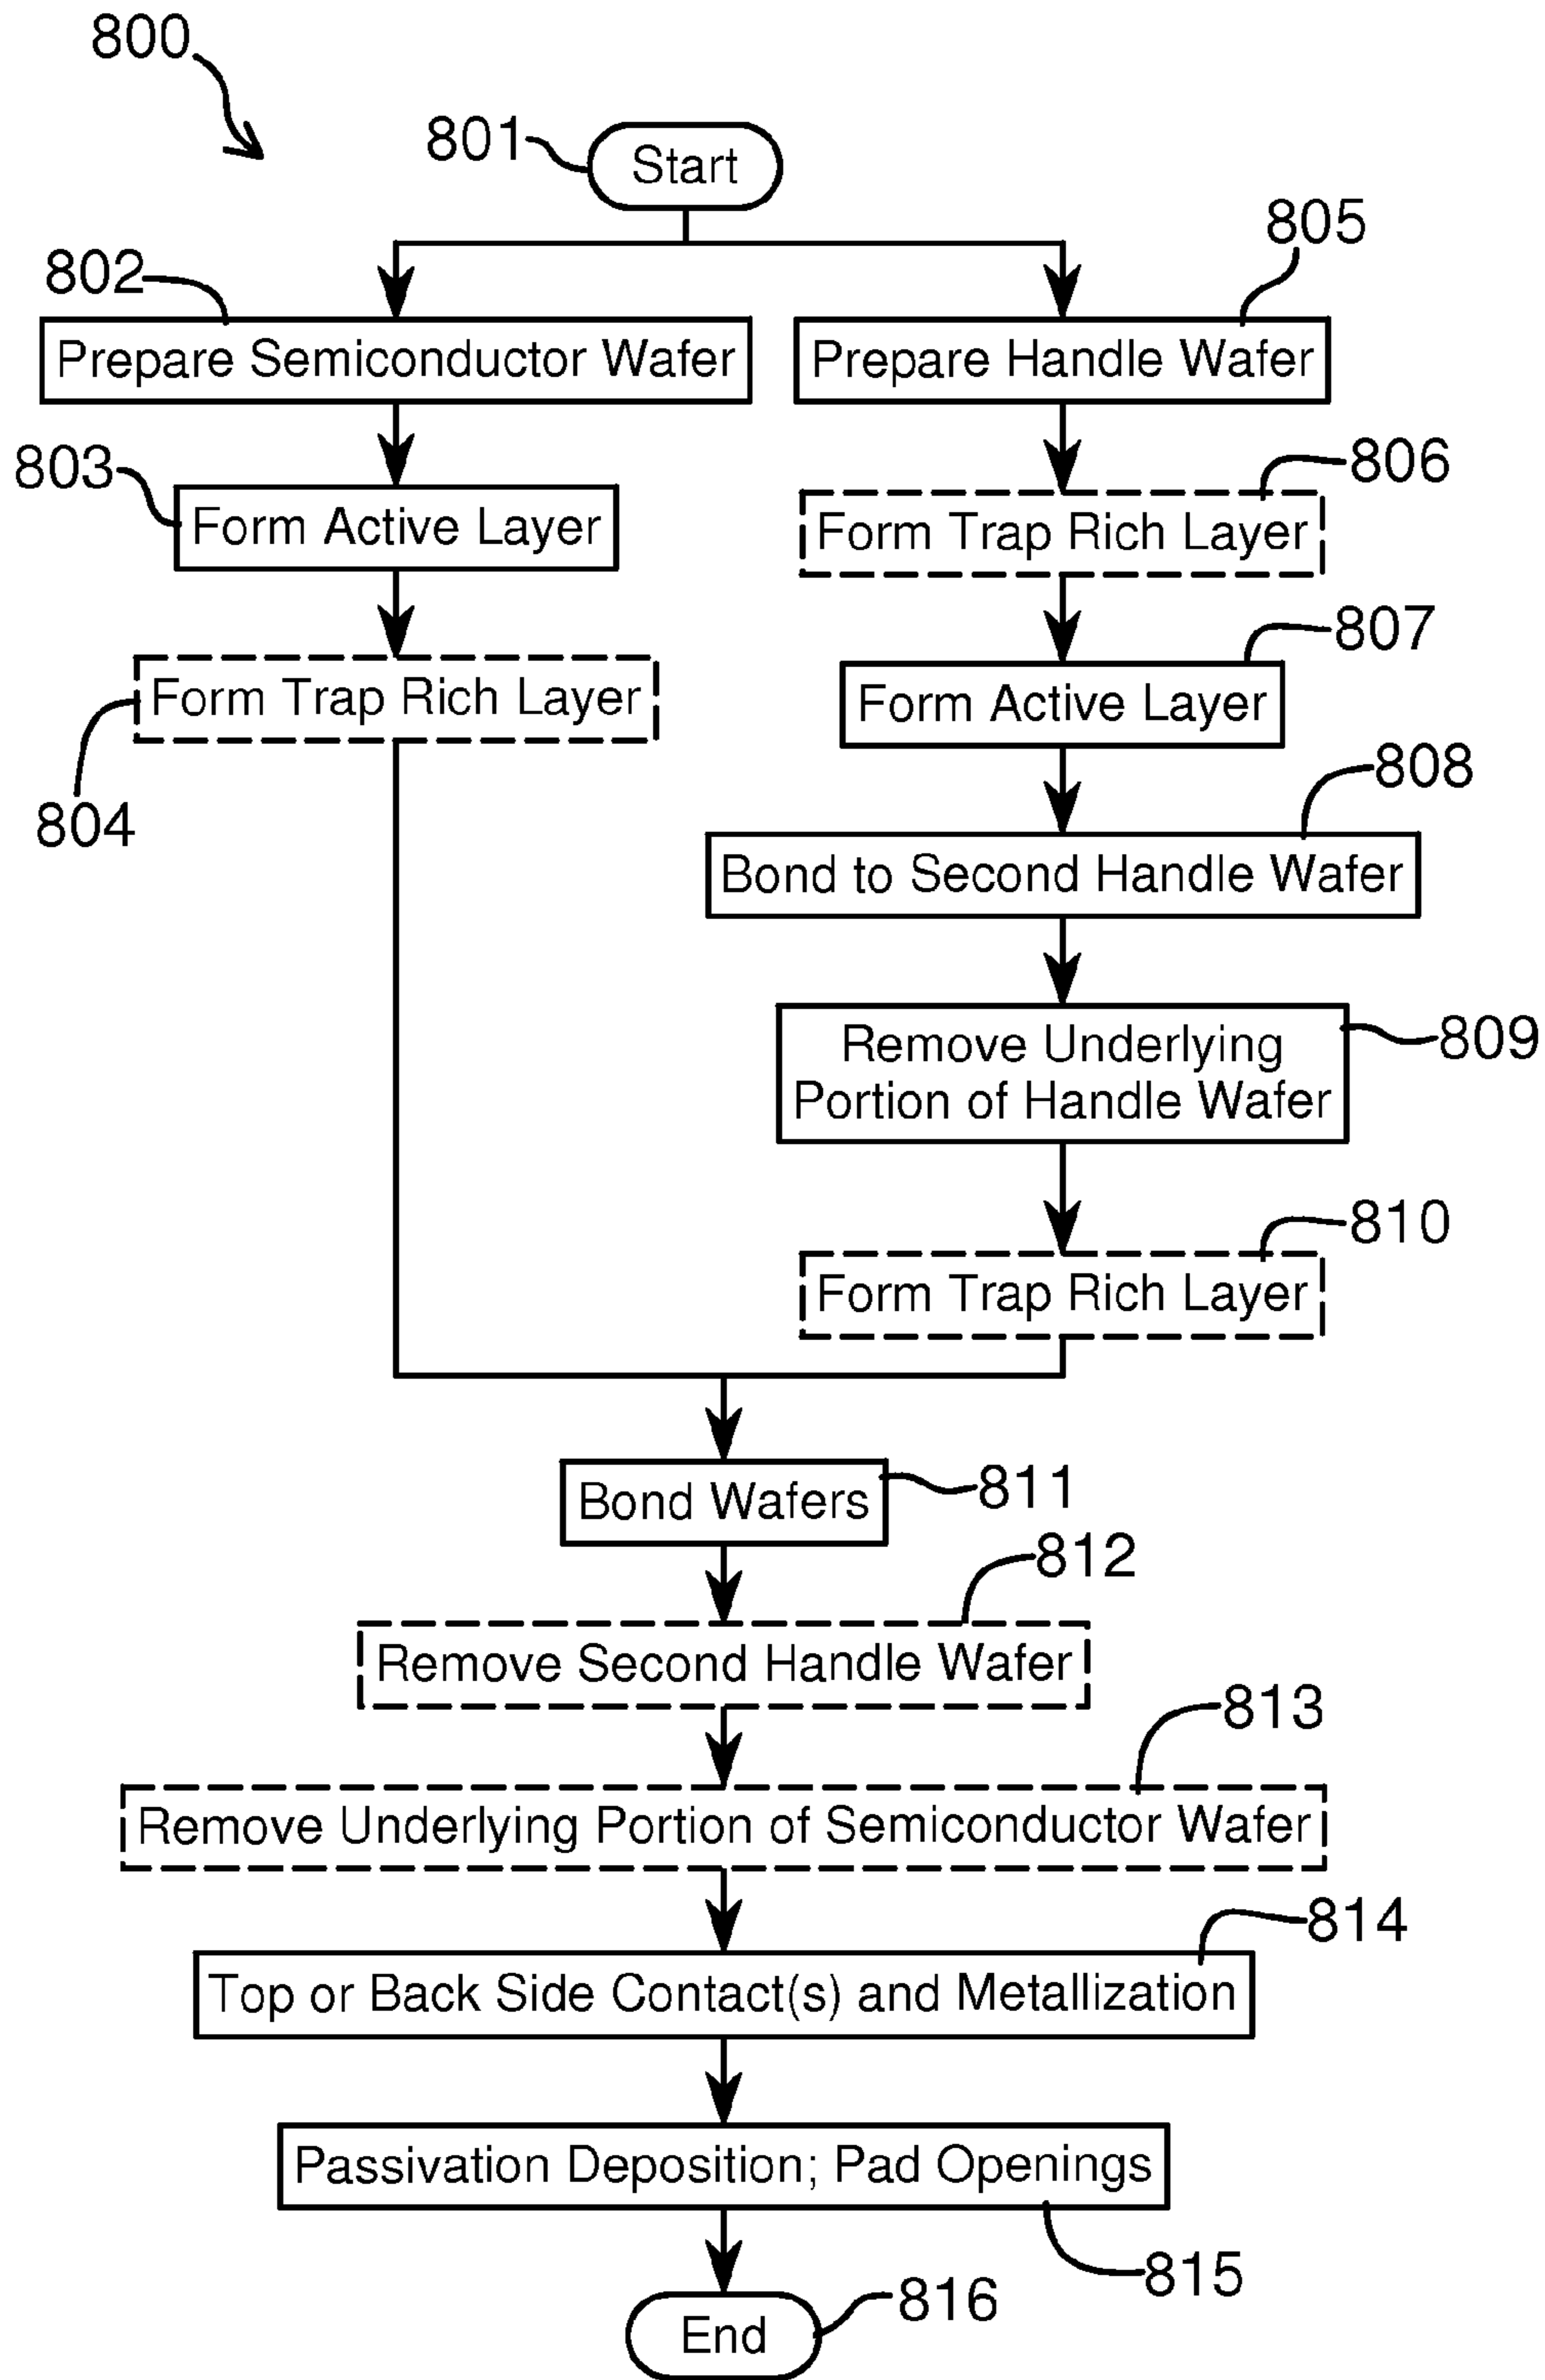 800
801
Start
805
802
Prepare Semiconductor Wafer
Prepare Handle Wafer
803
Form Active Layer
806
Form Trap Rich Layer
807
Form Active Layer
Form Trap Rich Layer
804
808
Bond to Second Handle Wafer
809
Remove Underlying
Portion of Handle Wafer
810
Form Trap Rich Layer
811
Bond Wafers
812
Remove Second Handle Wafer
813
Remove Underlying Portion of Semiconductor Wafer
814
Top or Back Side Contact(s) and Metallization
Passivation Deposition; Pad Openings
815
816
End